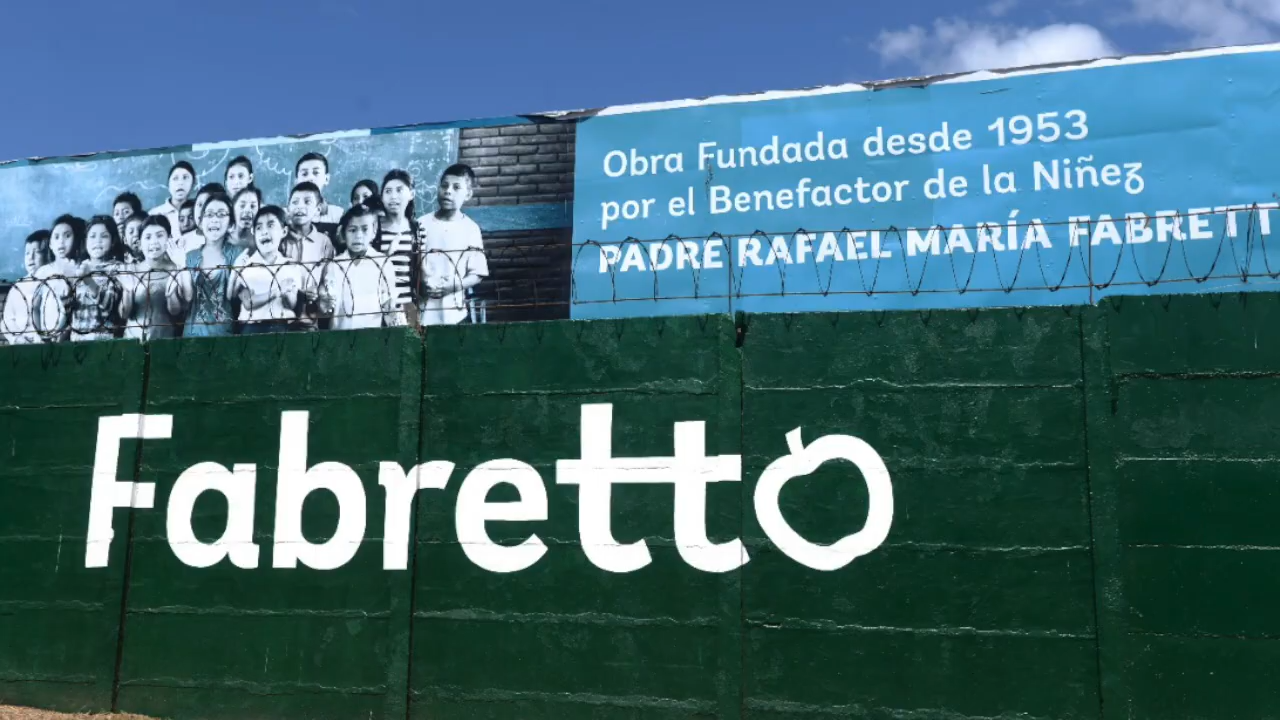 Obra Fundada desde 1953
por el Benefactor de la Niñez
PADRE RAFAEL MARÍA FABRETT
Fabretto